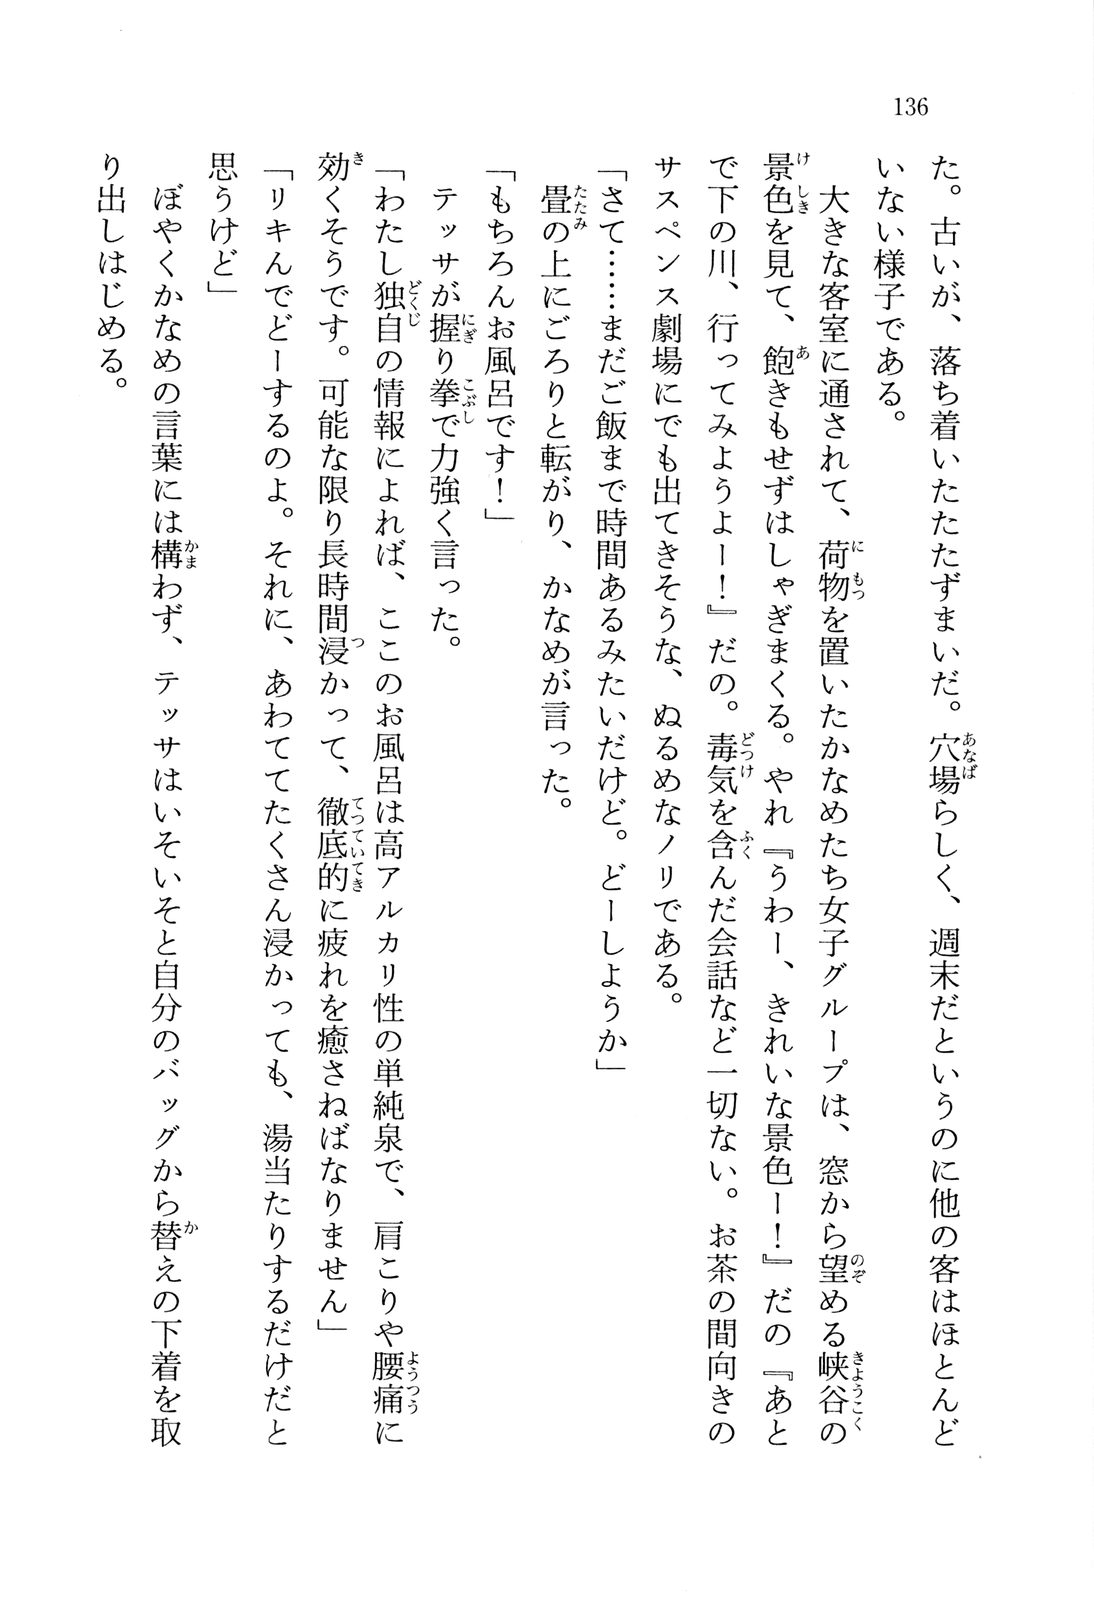 136
た。古いが、落ち着いたたたずまいだ。穴場らしく、週末だというのに他の客はほとんど
いない様子である。
　大きな客室に通されて、荷物を置いたかなめたち女子グループは、窓から望める峡谷の
景色を見て、飽きもせずはしゃぎまくる。やれ『うわー、きれいな景色ー！』だの『あと
で下の川、行ってみようよー！』だの。毒気を含んだ会話など一切ない。お茶の間向きの
サスペンス劇場にでも出てきそうな、ぬるめなノリである。
「さて……まだご飯まで時間あるみたいだけど。どーしようか」
　畳の上にごろりと転がり、かなめが言った。
「もちろんお風呂です！」
　テッサが握り拳で力強く言った。
「わたし独自の情報によれば、ここのお風呂は高アルカリ性の単純泉で、肩こりや腰痛に
効くそうです。可能な限り長時間浸かって、徹底的に疲れを癒さねばなりません」
「リキんでどーするのよ。それに、あわててたくさん浸かっても、湯当たりするだけだと
思うけど」
　ぼやくかなめの言葉には構わず、テッサはいそいそと自分のバッグから替えの下着を取
り出しはじめる。